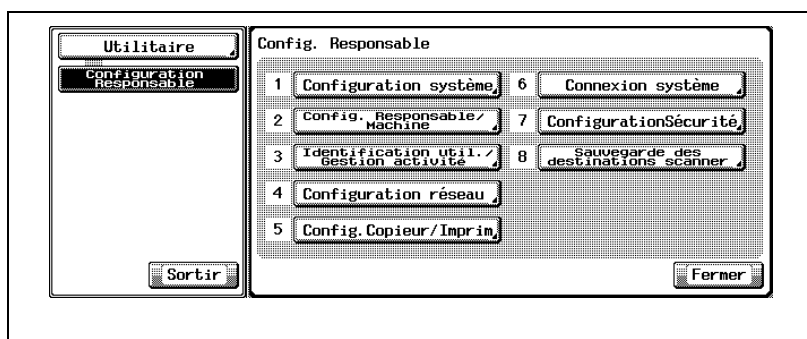 Utilitaire
Configuration
Responsable
Sortir
Config. Responsable
1 Configuration système
2 Config. Responsable/
Machine
3 Identification util./
Gestion activité
4 Configuration réseau
5 Config.Copieur/Imprim
6 Connexion système
7 ConfigurationSécurité
8 Sauvegarde des
destinations scanner
Fermer